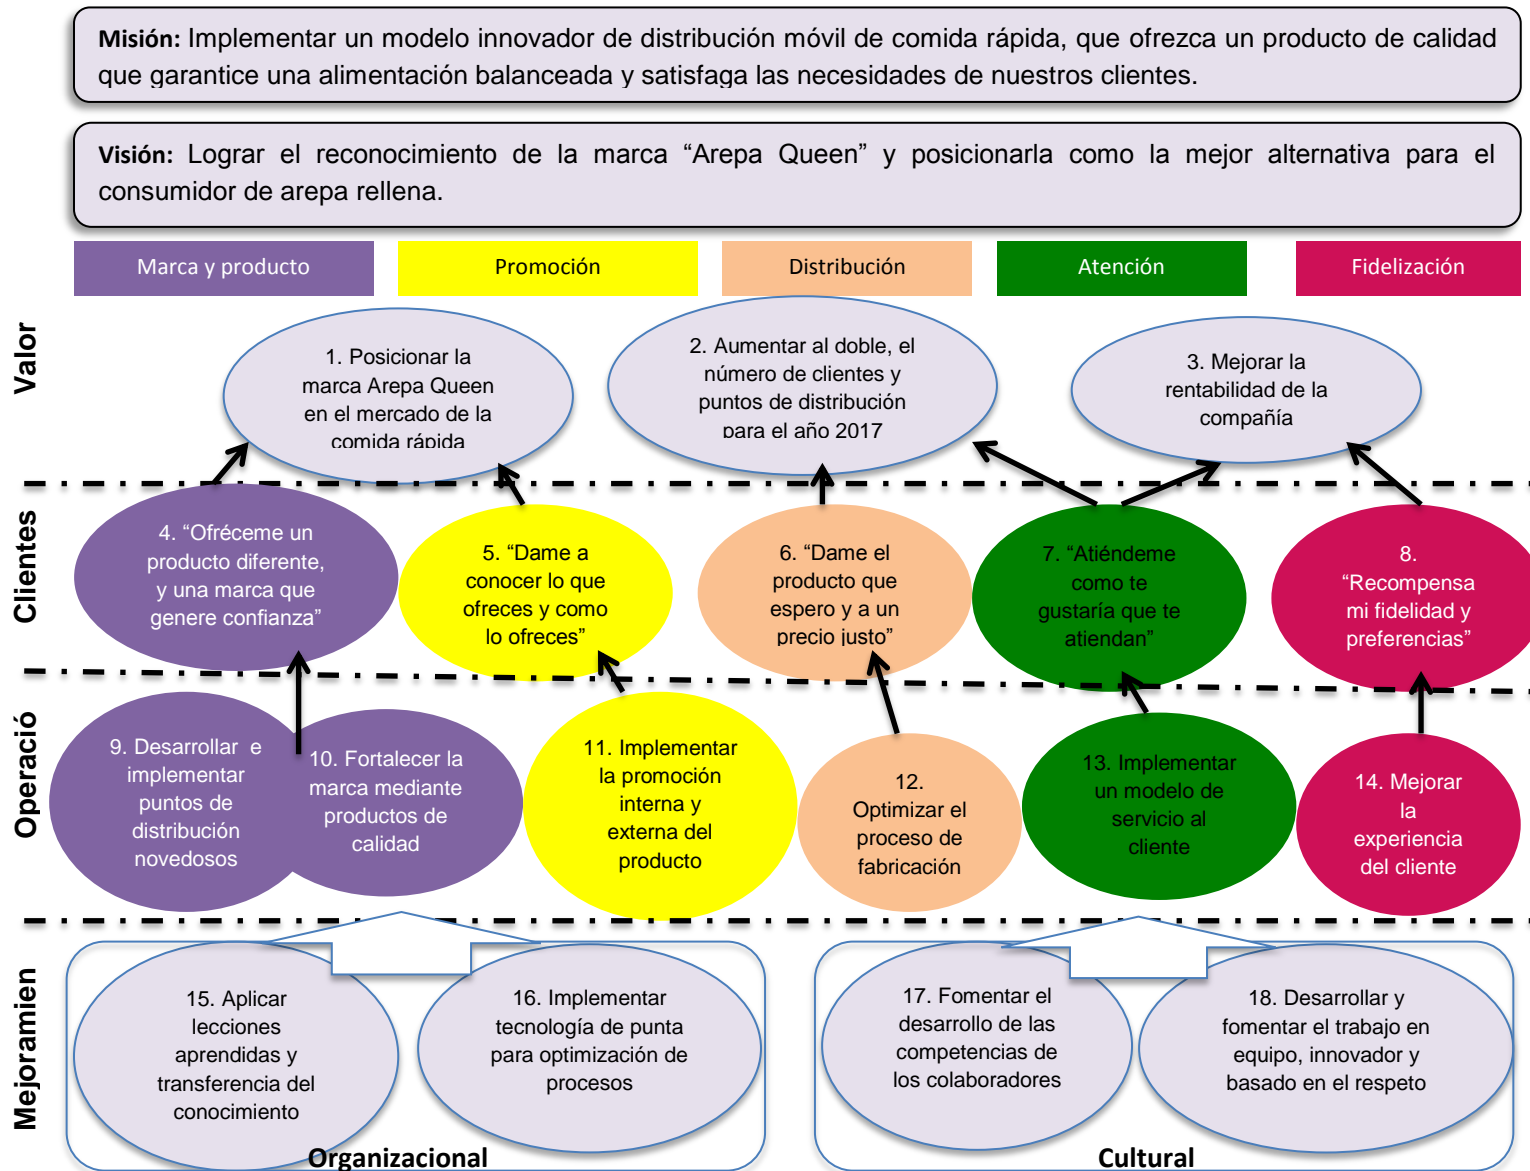 Misión: Implementar un modelo innovador de distribución móvil de comida rápida, que ofrezca un producto de calidad
que garantice una alimentación balanceada y satisfaga las necesidades de nuestros clientes.
Visión: Lograr el reconocimiento de la marca “Arepa Queen” y posicionarla como la mejor alternativa para el
consumidor de arepa rellena.
Marca y producto
Promoción
Distribución
Atención
Fidelización
Valor
1. Posicionar la
marca Arepa Queen
en el mercado de la
comida rápida
2. Aumentar al doble, el
número de clientes y
puntos de distribución
para el año 2017
3. Mejorar la
rentabilidad de la
compañía
Clientes
4. “Ofréceme un
producto diferente,
y una marca que
genere confianza”
5. “Dame a
conocer lo que
ofreces y como
lo ofreces”
6. “Dame el
producto que
espero y a un
precio justo”
7. “Atiéndeme
como te
gustaría que te
atiendan”
8.
“Recompensa
mi fidelidad y
preferencias”
Operació
9. Desarrollar e
implementar
puntos de
distribución
novedosos
10. Fortalecer la
marca mediante
productos de
calidad
11. Implementar
la promoción
interna y
externa del
producto
12.
Optimizar el
proceso de
fabricación
13. Implementar
un modelo de
servicio al
cliente
14. Mejorar
la
experiencia
del cliente
Mejoramien
15. Aplicar
lecciones
aprendidas y
transferencia del
conocimiento
16. Implementar
tecnología de punta
para optimización de
procesos
Organizacional
17. Fomentar el
desarrollo de las
competencias de
los colaboradores
18. Desarrollar y
fomentar el trabajo en
equipo, innovador y
basado en el respeto
Cultural